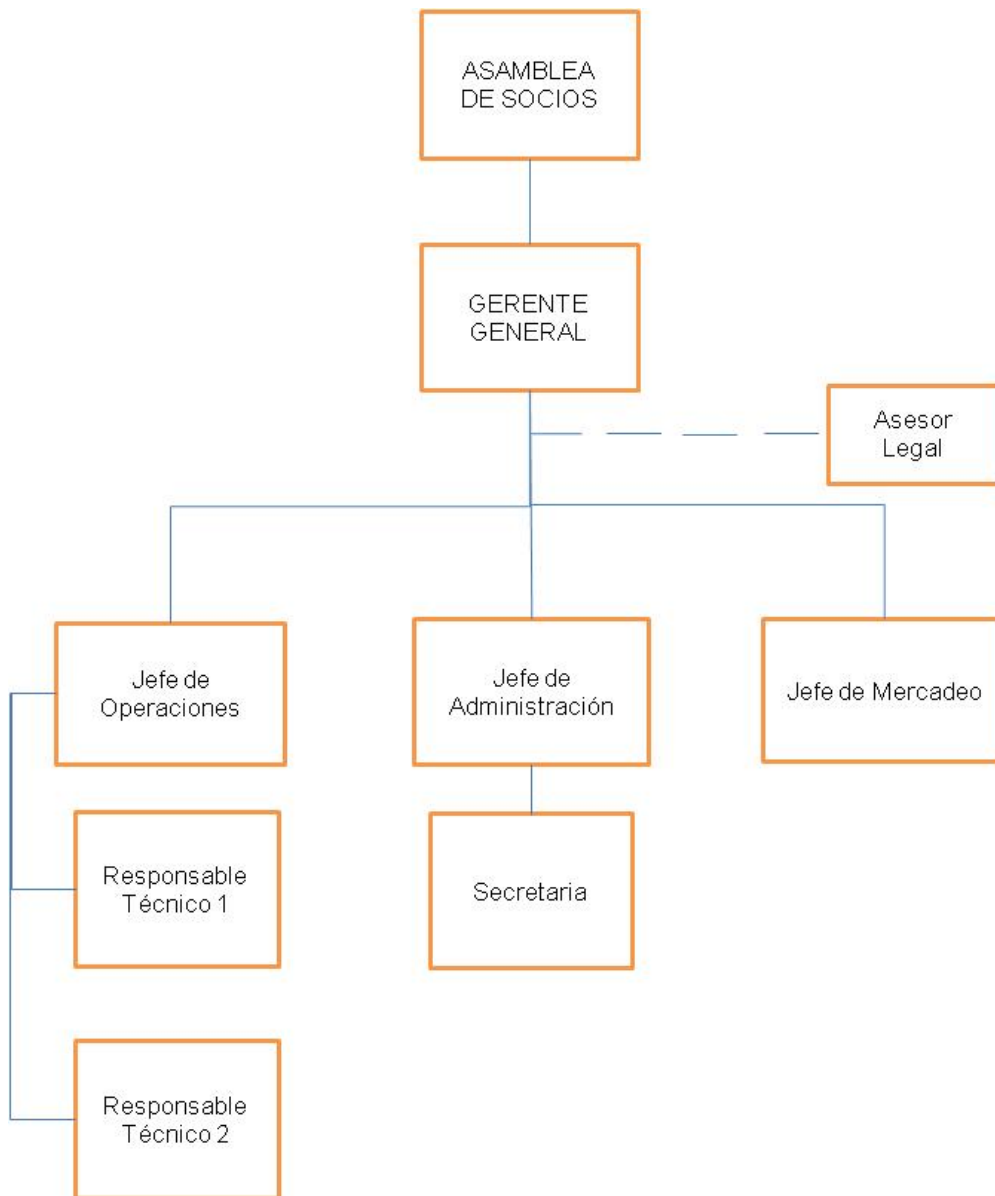 ASAMBLEA
DE SOCIOS
GERENTE
GENERAL
Asesor
Legal
Jefe de
Operaciones
Jefe de
Administración
Jefe de Mercadeo
Responsable
Técnico 1
Secretaria
Responsable
Técnico 2